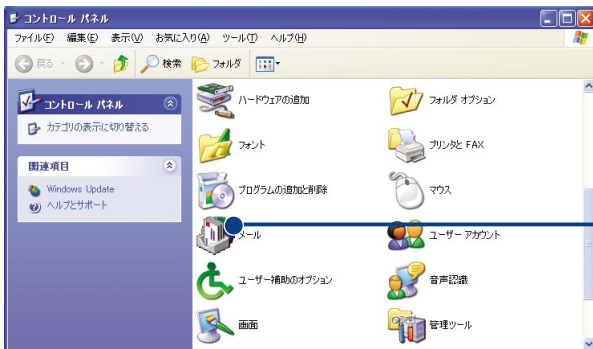 コントロール パネル
ファイル(F) 編集(E) 表示(V) お気に入り(A) ツール(T) ヘルプ(H)
戻る 検索 フォルダ
コントロール パネル
カテゴリの表示に切り替える
関連項目
Windows Update
ヘルプとサポート
ハードウェアの追加 フォルダ オプション
フォント プリンタと FAX
プログラムの追加と削除 マウス
メール ユーザー アカウント
ユーザー補助のオプション 音声認識
画面 管理ツール